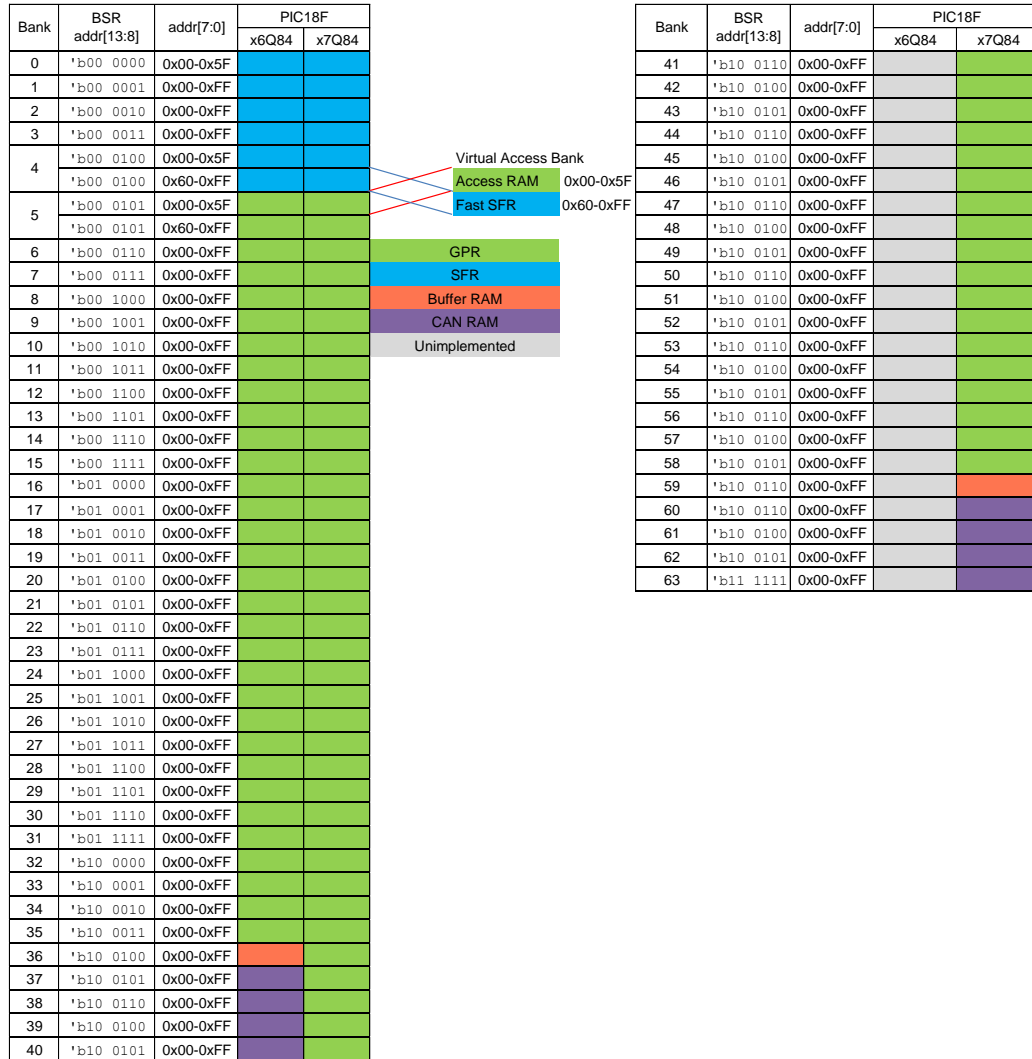 Bank BSR addr[13:8] addr[7:0] PIC18F
x6Q84 x7Q84
0 'b00 0000 0x00-0x5F
1 'b00 0001 0x00-0xFF
2 'b00 0010 0x00-0xFF
3 'b00 0011 0x00-0xFF
4 'b00 0100 0x00-0x5F
'b00 0100 0x60-0xFF
5 'b00 0101 0x00-0x5F
'b00 0101 0x60-0xFF
6 'b00 0110 0x00-0xFF
7 'b00 0111 0x00-0xFF
8 'b00 1000 0x00-0xFF
9 'b00 1001 0x00-0xFF
10 'b00 1010 0x00-0xFF
11 'b00 1011 0x00-0xFF
12 'b00 1100 0x00-0xFF
13 'b00 1101 0x00-0xFF
14 'b00 1110 0x00-0xFF
15 'b00 1111 0x00-0xFF
16 'b01 0000 0x00-0xFF
17 'b01 0001 0x00-0xFF
18 'b01 0010 0x00-0xFF
19 'b01 0011 0x00-0xFF
20 'b01 0100 0x00-0xFF
21 'b01 0101 0x00-0xFF
22 'b01 0110 0x00-0xFF
23 'b01 0111 0x00-0xFF
24 'b01 1000 0x00-0xFF
25 'b01 1001 0x00-0xFF
26 'b01 1010 0x00-0xFF
27 'b01 1011 0x00-0xFF
28 'b01 1100 0x00-0xFF
29 'b01 1101 0x00-0xFF
30 'b01 1110 0x00-0xFF
31 'b01 1111 0x00-0xFF
32 'b10 0000 0x00-0xFF
33 'b10 0001 0x00-0xFF
34 'b10 0010 0x00-0xFF
35 'b10 0011 0x00-0xFF
36 'b10 0100 0x00-0xFF
37 'b10 0101 0x00-0xFF
38 'b10 0110 0x00-0xFF
39 'b10 0100 0x00-0xFF
40 'b10 0101 0x00-0xFF
Virtual Access Bank
Access RAM 0x00-0x5F
Fast SFR 0x60-0xFF
GPR
SFR
Buffer RAM
CAN RAM
Unimplemented
Bank BSR addr[13:8] addr[7:0] PIC18F
x6Q84 x7Q84
41 'b10 0110 0x00-0xFF
42 'b10 0100 0x00-0xFF
43 'b10 0101 0x00-0xFF
44 'b10 0110 0x00-0xFF
45 'b10 0100 0x00-0xFF
46 'b10 0101 0x00-0xFF
47 'b10 0110 0x00-0xFF
48 'b10 0100 0x00-0xFF
49 'b10 0101 0x00-0xFF
50 'b10 0110 0x00-0xFF
51 'b10 0100 0x00-0xFF
52 'b10 0101 0x00-0xFF
53 'b10 0110 0x00-0xFF
54 'b10 0100 0x00-0xFF
55 'b10 0101 0x00-0xFF
56 'b10 0110 0x00-0xFF
57 'b10 0100 0x00-0xFF
58 'b10 0101 0x00-0xFF
59 'b10 0110 0x00-0xFF
60 'b10 0110 0x00-0xFF
61 'b10 0100 0x00-0xFF
62 'b10 0101 0x00-0xFF
63 'b11 1111 0x00-0xFF